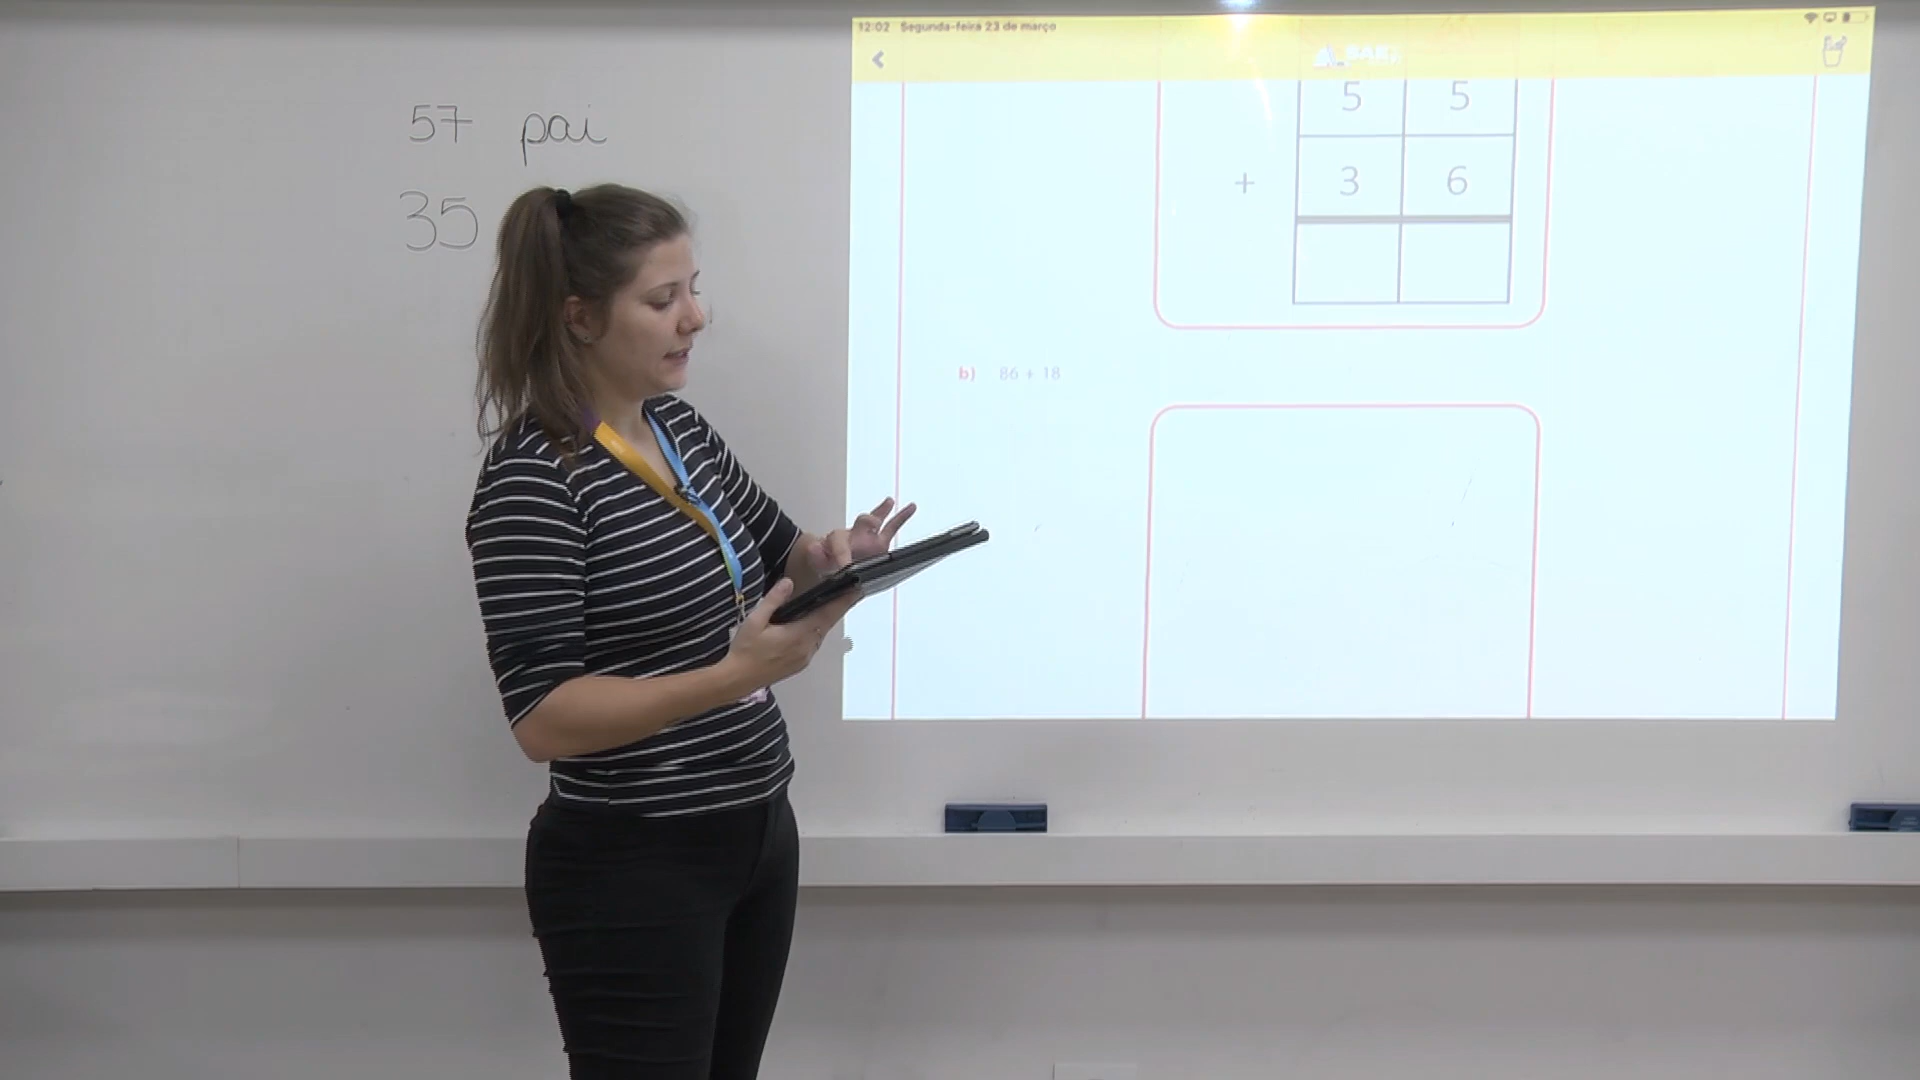 57 pai
35
12:02 Segunda-feira 23 de março
5 5
+ 3 6
b) 86 + 18